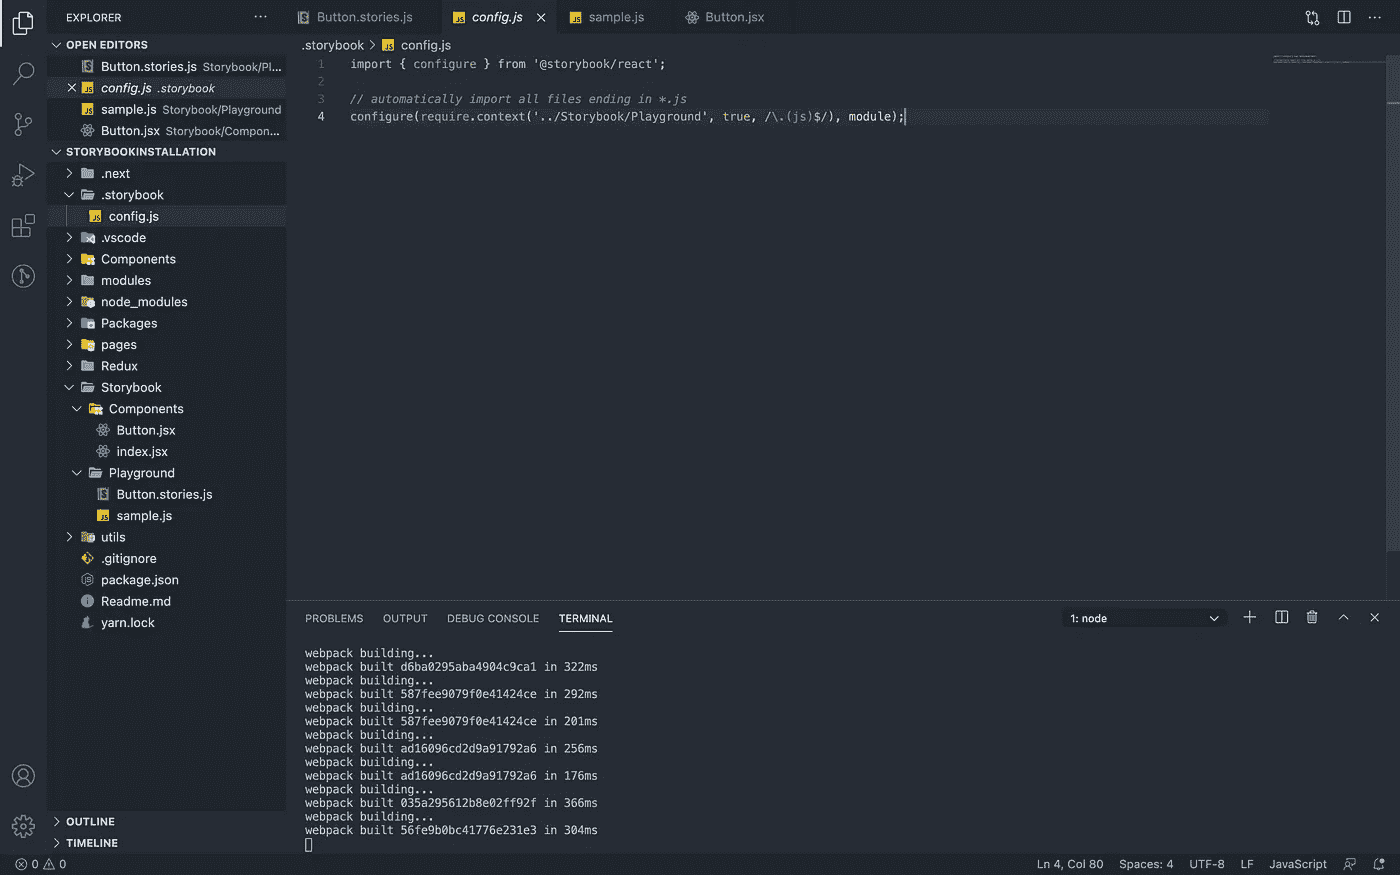 EXPLORER
Button.stories.js
config.js
sample.js
Button.jsx
OPEN EDITORS
Button.stories.js Storybook/Pl...
config.js .storybook
sample.js Storybook/Playground
Button.jsx Storybook/Compon...
STORYBOOKINSTALLATION
.next
.storybook
config.js
.vscode
Components
modules
node_modules
Packages
pages
Redux
Storybook
Components
Button.jsx
index.jsx
Playground
Button.stories.js
sample.js
utils
.gitignore
package.json
Readme.md
yarn.lock
OUTLINE
TIMELINE
.storybook > config.js
1 import { configure } from '@storybook/react';
2
3 // automatically import all files ending in *.js
4 configure(require.context('../Storybook/Playground', true, /\.(js)$/), module);
PROBLEMS OUTPUT DEBUG CONSOLE TERMINAL
1: node
webpack building...
webpack built d6ba0295aba4904c9ca1 in 322ms
webpack building...
webpack built 587fee9079f0e41424ce in 292ms
webpack building...
webpack built 587fee9079f0e41424ce in 201ms
webpack building...
webpack built ad16096cd2d9a91792a6 in 256ms
webpack building...
webpack built ad16096cd2d9a91792a6 in 176ms
webpack building...
webpack built 035a295612b8e02ff92f in 366ms
webpack building...
webpack built 56fe9b0bc41776e231e3 in 304ms
0 0
Ln 4, Col 80 Spaces: 4 UTF-8 LF JavaScript